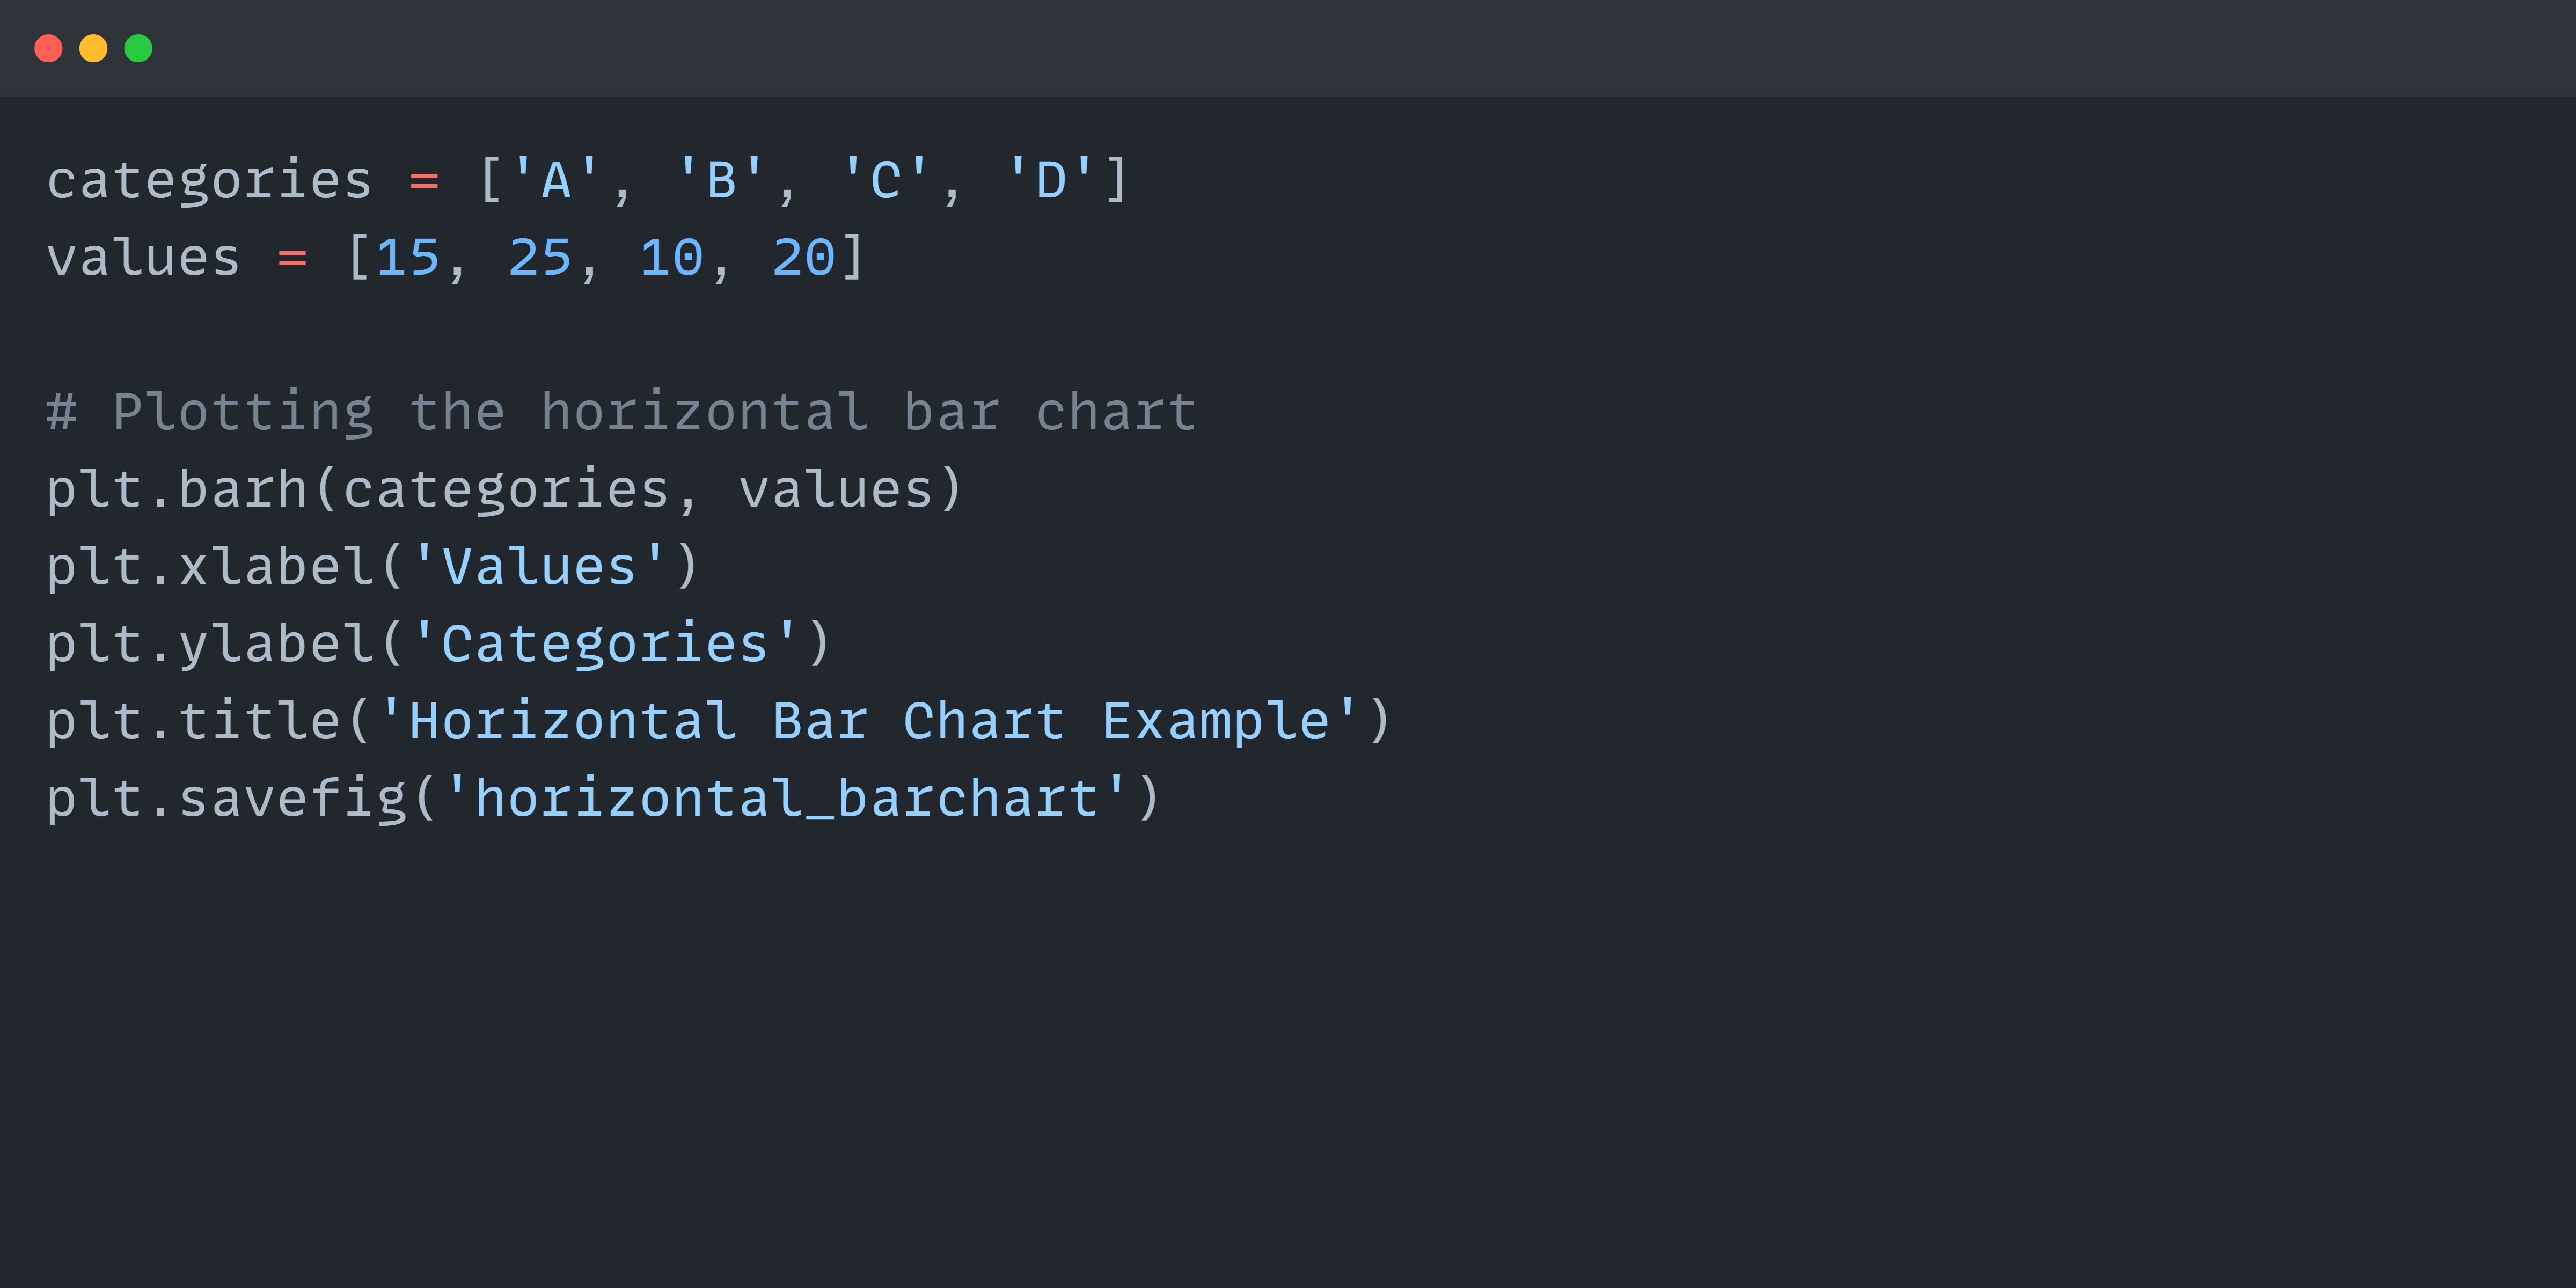 categories = ['A', 'B', 'C', 'D']
values = [15, 25, 10, 20]

# Plotting the horizontal bar chart
plt.barh(categories, values)
plt.xlabel('Values')
plt.ylabel('Categories')
plt.title('Horizontal Bar Chart Example')
plt.savefig('horizontal_barchart')